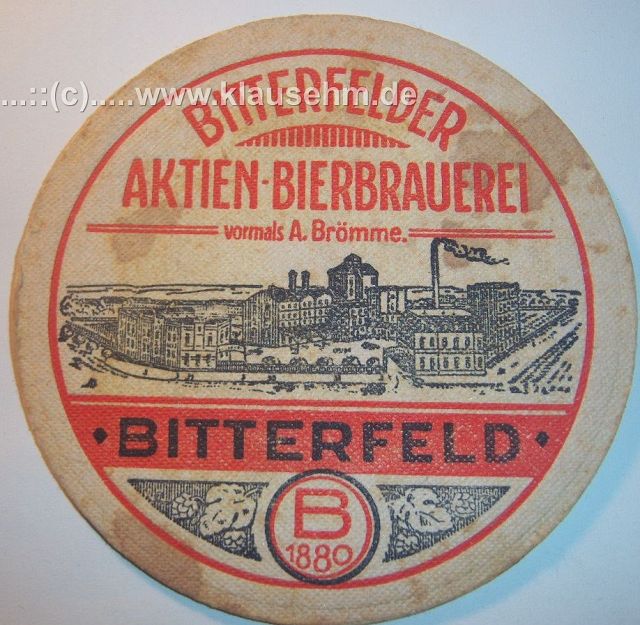 BITTERFELDER
...::(c).....www.klausehm.de
AKTIEN-BIERBRAUEREI
vormals A. Brömme.
• BITTERFELD •
B
1880